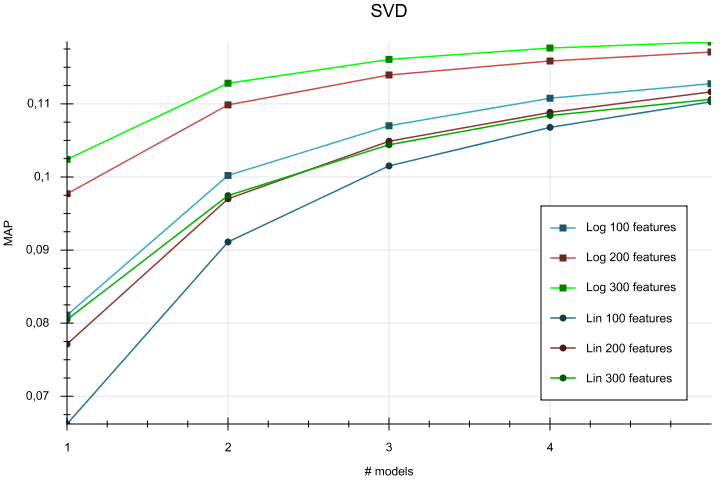 SVD
0,11
0,1
0,09
0,08
0,07
MAP
1
2
3
4
# models
Log 100 features
Log 200 features
Log 300 features
Lin 100 features
Lin 200 features
Lin 300 features